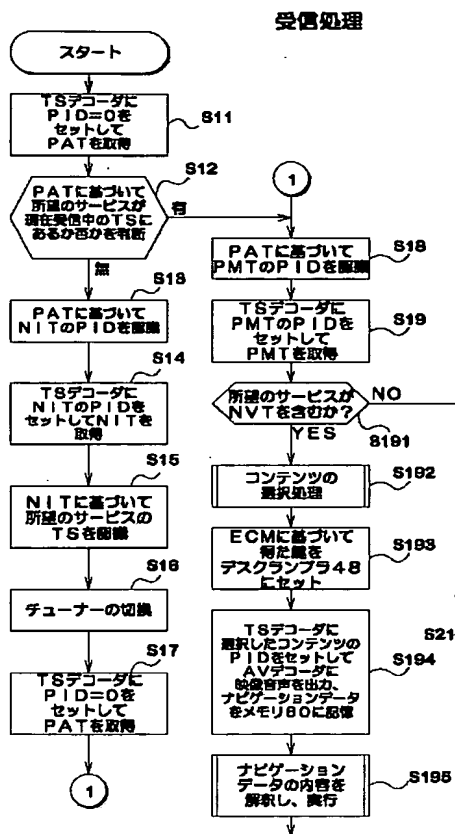 受信処理
スタート
TSデコーダに
PID=0を
セットして
PATを取得
S11
PATに基づいて
所望のサービスが
現在受信中のTSに
あるか否かを判断
S12
有
無
PATに基づいて
NITのPIDを認識
S13
TSデコーダに
NITのPIDを
セットしてNITを
取得
S14
NITに基づいて
所望のサービスの
TSを認識
S15
チューナーの切換
S16
TSデコーダに
PID=0を
セットして
PATを取得
S17
1
1
PATに基づいて
PMTのPIDを認識
S18
TSデコーダに
PMTのPIDを
セットして
PMTを取得
S19
所望のサービスが
NVTを含むか?
NO
S191
YES
コンテンツの
選択処理
S192
ECMに基づいて
得た鍵を
デスクランブラ48
にセット
S193
TSデコーダに
選択したコンテンツの
PIDをセットして
AVデコーダに
映像音声を出力、
ナビゲーションデータ
をメモリ60に記憶
S194
S21
ナビゲーション
データの内容を
解釈し、実行
S195